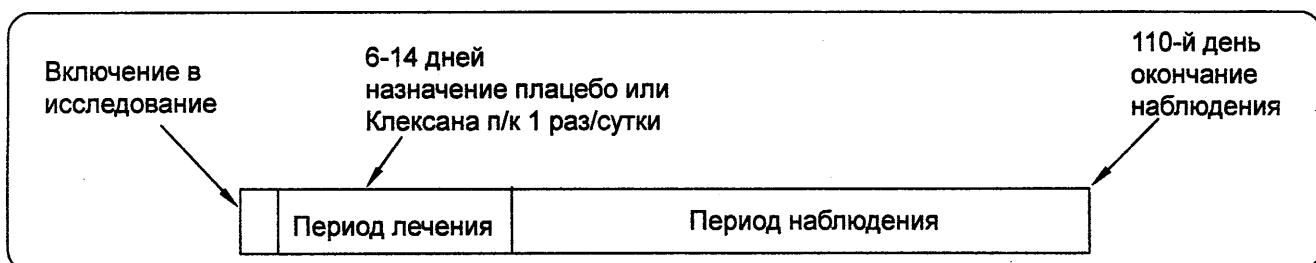 Включение в
исследование
6-14 дней
назначение плацебо или
Клексана п/к 1 раз/сутки
110-й день
окончание
наблюдения
Период лечения
Период наблюдения